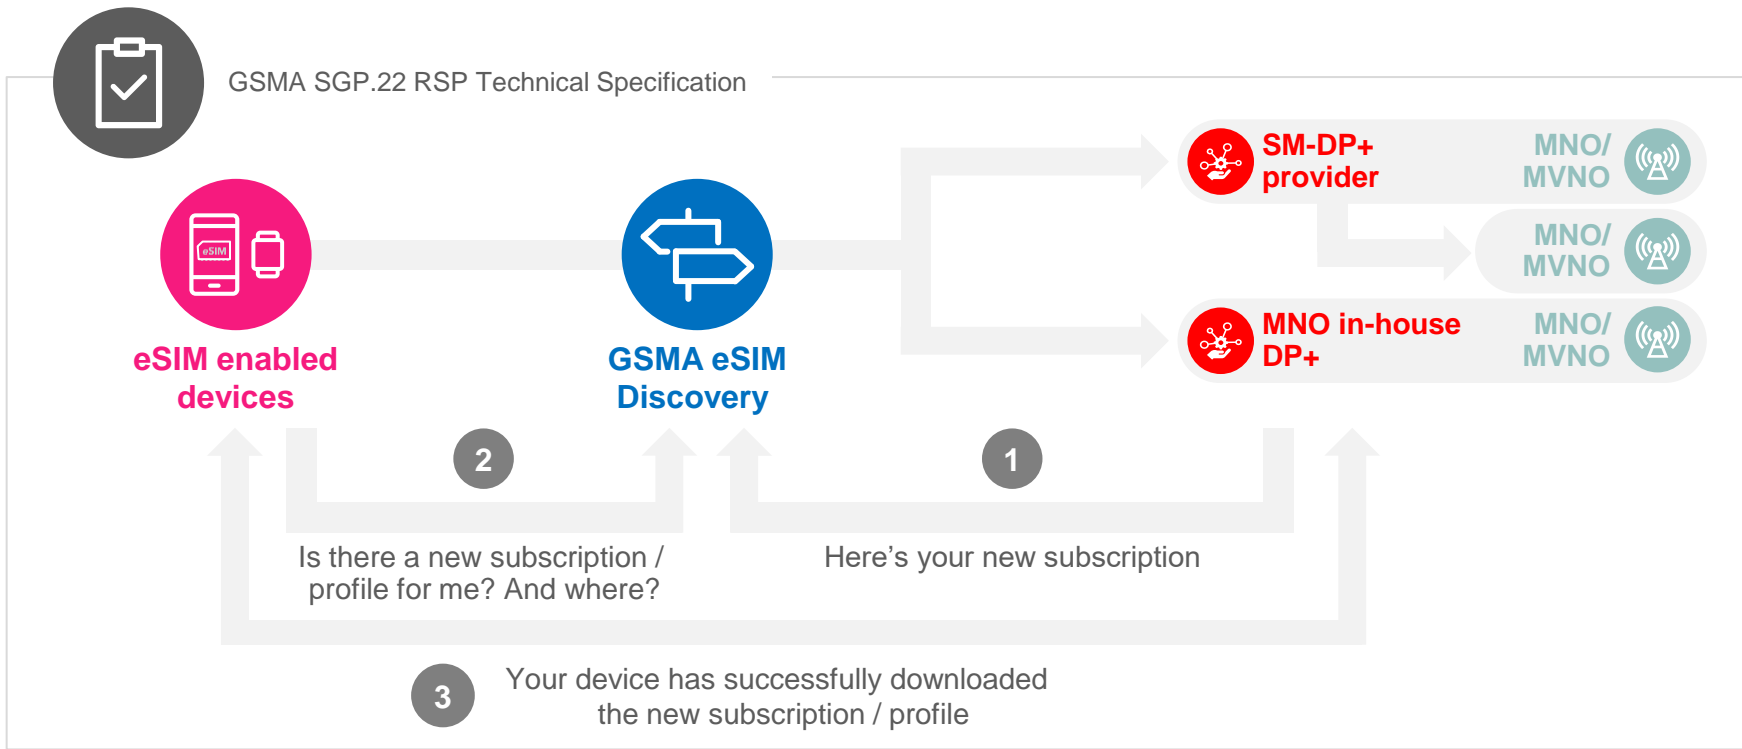 GSMA SGP.22 RSP Technical Specification
SM-DP+
provider
MNO/
MVNO
MNO/
MVNO
MNO in-house
DP+
MNO/
MVNO
eSIM
eSIM enabled
devices
GSMA eSIM
Discovery
2
1
Is there a new subscription /
profile for me? And where?
Here’s your new subscription
3
Your device has successfully downloaded
the new subscription / profile